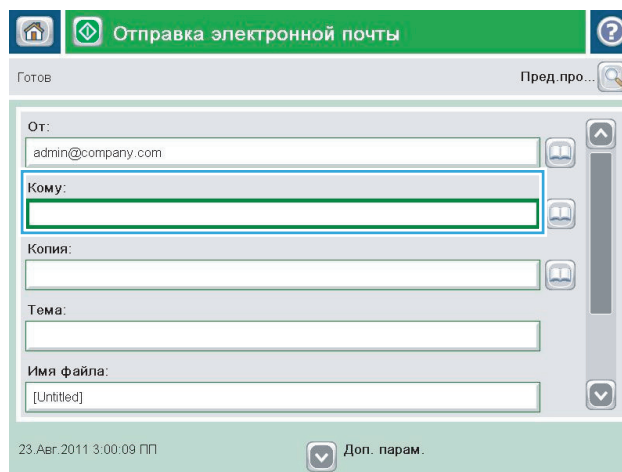 Отправка электронной почты
?
Готов
Пред.про...
От:
admin@company.com
Кому:
Копия:
Тема:
Имя файла:
[Untitled]
23.Авг.2011 3:00:09 ПП
Доп. парам.